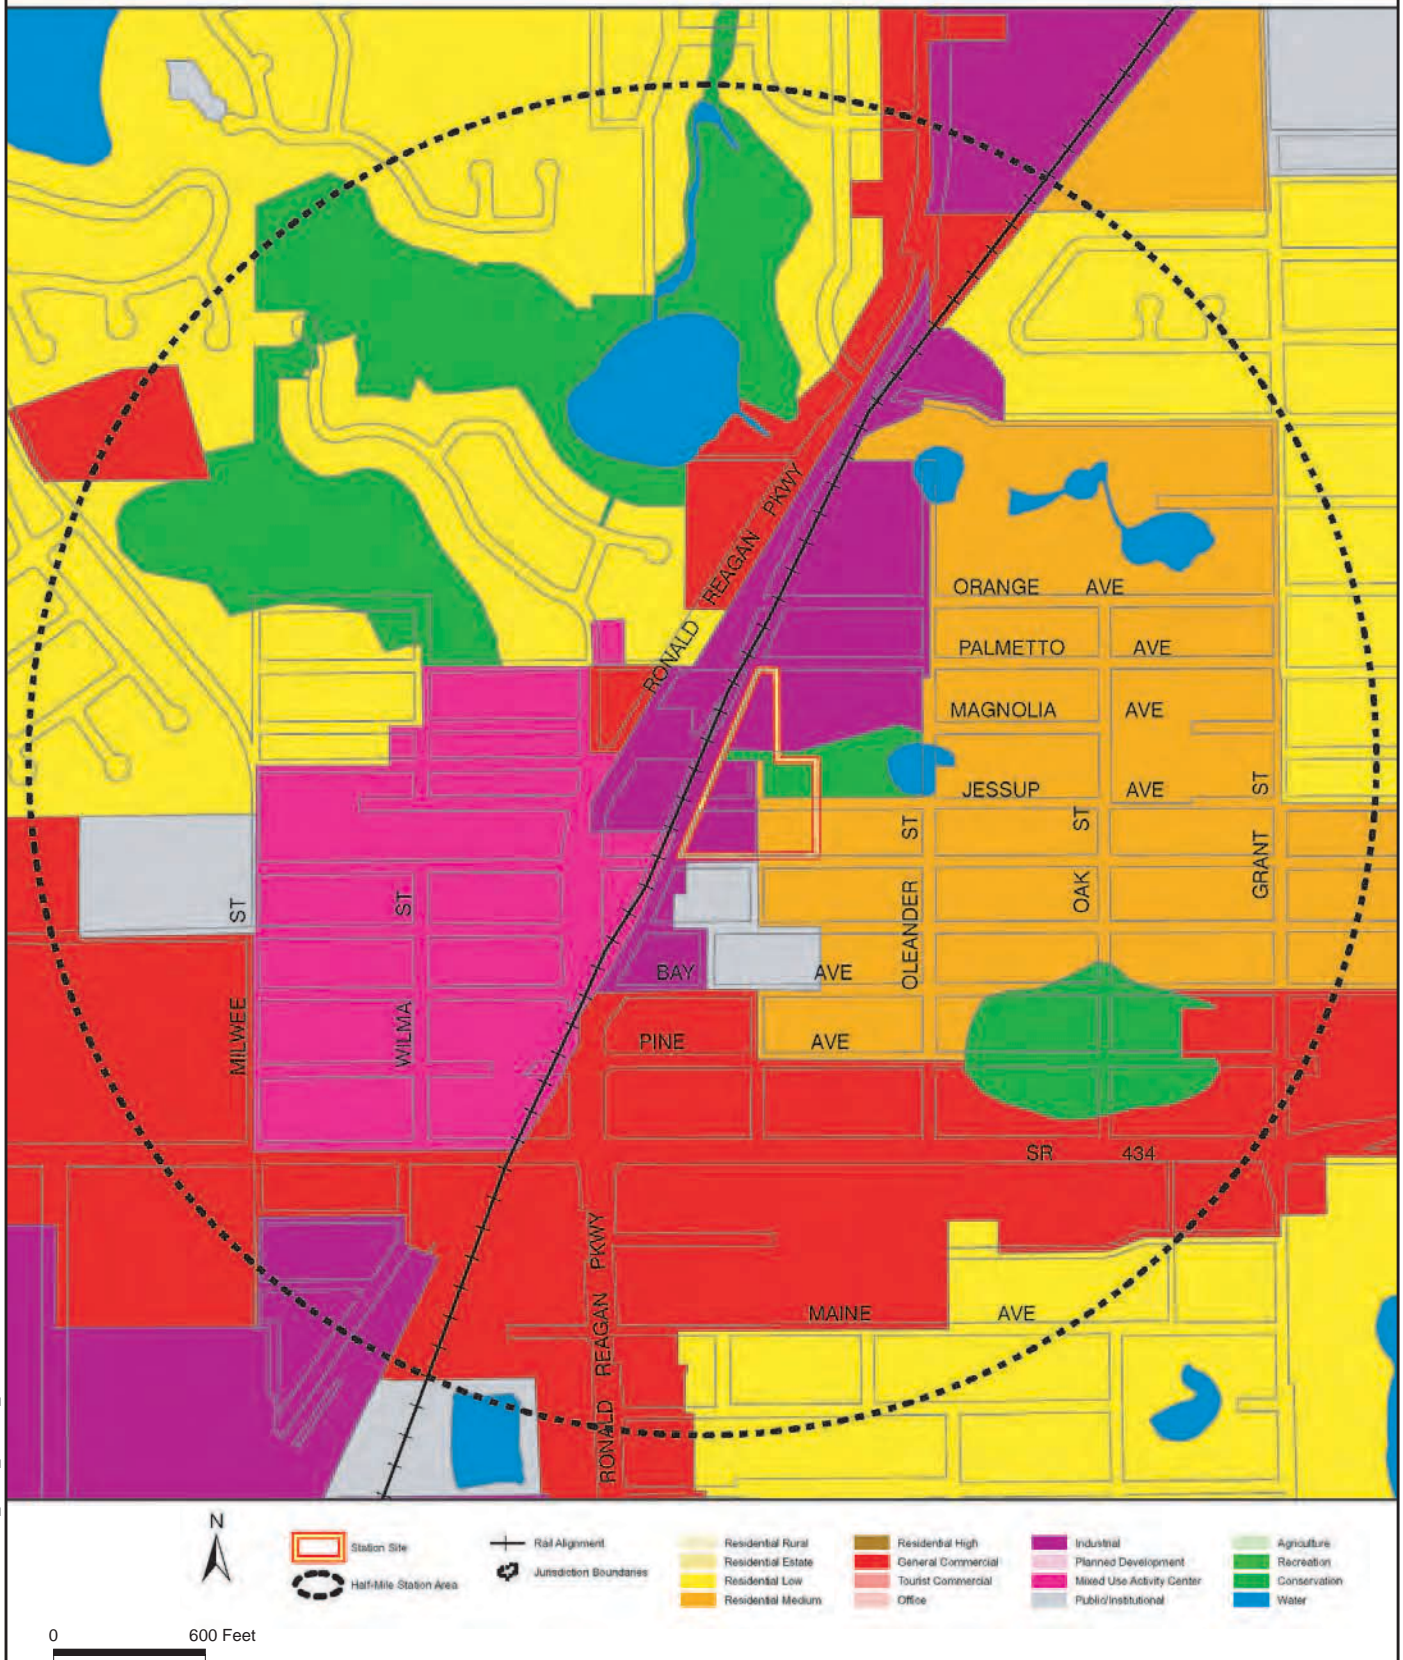 ORANGE AVE
PALMETTO AVE
MAGNOLIA AVE
JESSUP AVE
RONALD REAGAN PKWY
ST
ST
ST
ST
ST
MILWEE
WILMA
OLEANDER
OAK
GRANT
BAY AVE
PINE AVE
SR 434
MAINE AVE
RONALD REAGAN PKWY
N
Station Site
Half-Mile Station Area
Rail Alignment
Jurisdiction Boundaries
Residential Rural
Residential Estate
Residential Low
Residential Medium
Residential High
General Commercial
Tourist Commercial
Office
Industrial
Planned Development
Mixed Use Activity Center
Public/Institutional
Agriculture
Recreation
Conservation
Water
0 600 Feet